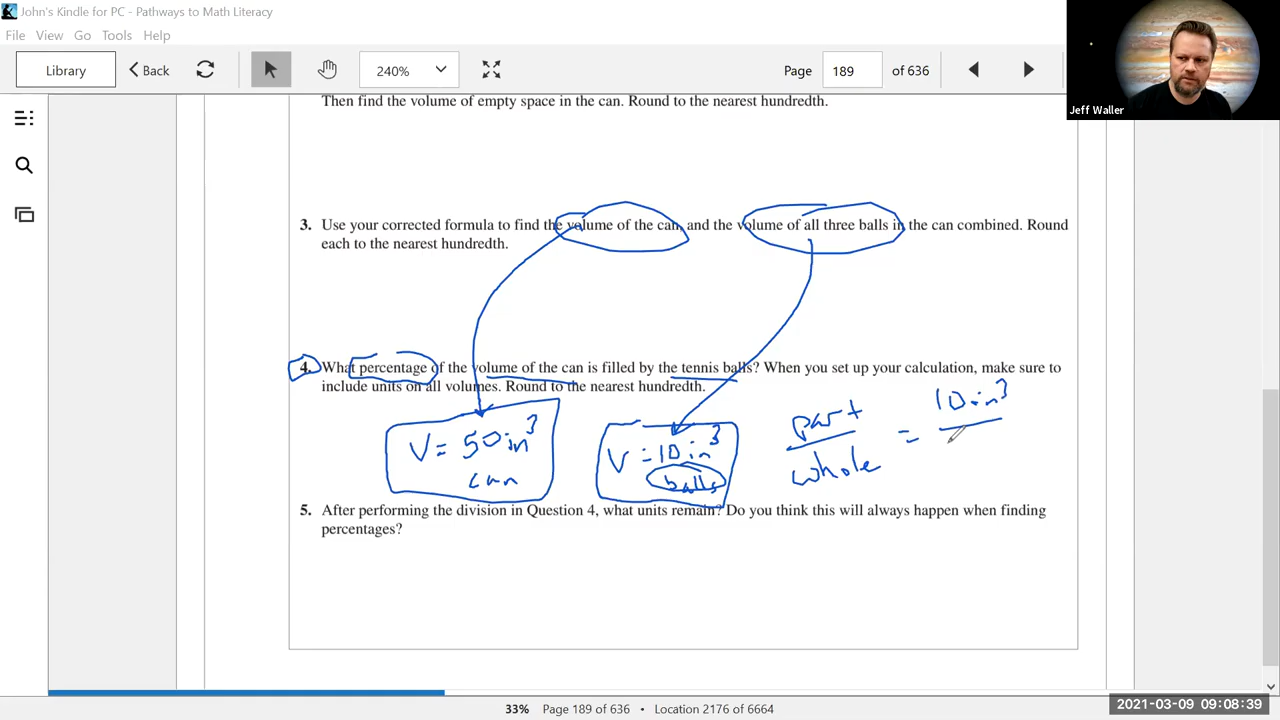 John's Kindle for PC - Pathways to Math Literacy
File View Go Tools Help
Library Back 240% Page 189 of 636
Jeff Waller
Then find the volume of empty space in the can. Round to the nearest hundredth.
3. Use your corrected formula to find the volume of the can, and the volume of all three balls in the can combined. Round
each to the nearest hundredth.
4. What percentage of the volume of the can is filled by the tennis balls? When you set up your calculation, make sure to
include units on all volumes. Round to the nearest hundredth.
V = 50 in³
can
V = 10 in³
balls
part
whole
= 10 in³
5. After performing the division in Question 4, what units remain? Do you think this will always happen when finding
percentages?
33% Page 189 of 636 • Location 2176 of 6664
2021-03-09 09:08:39